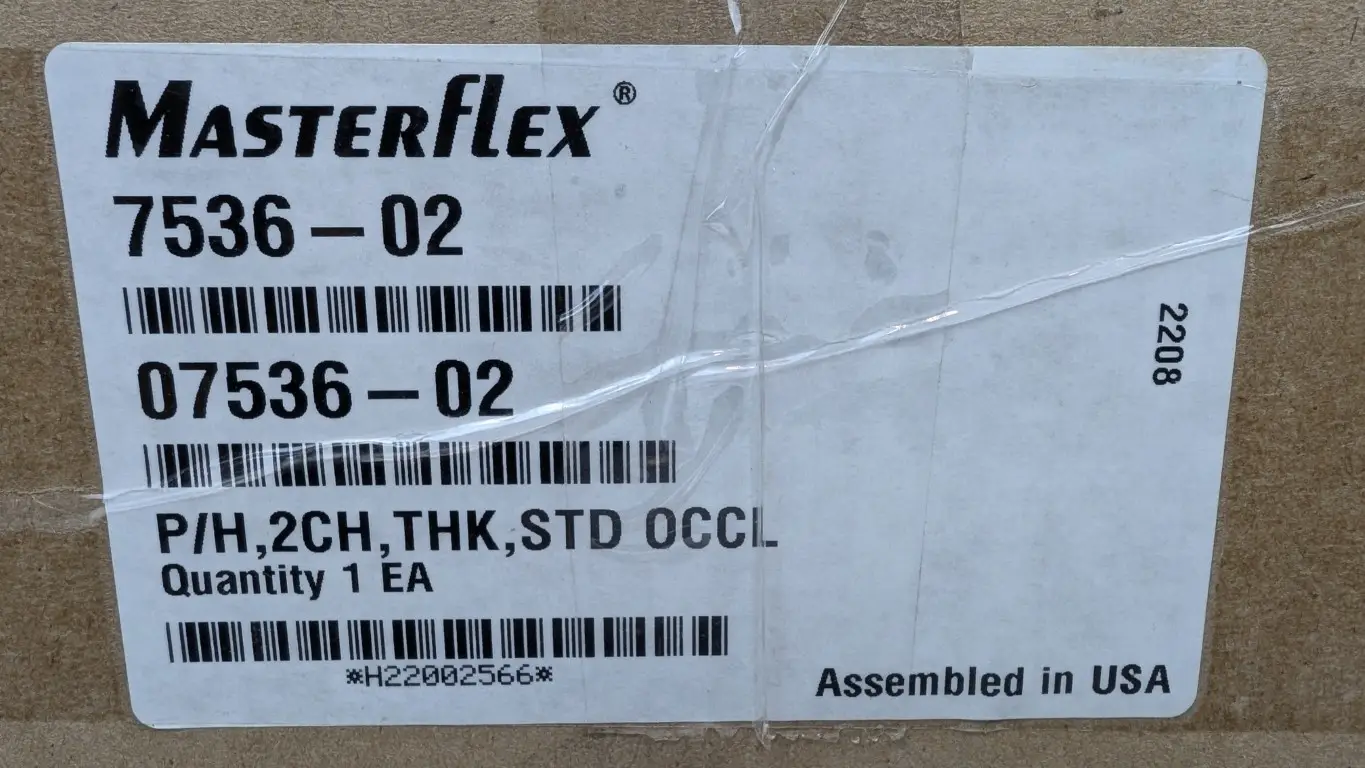 MASTERFLEX®
7536-02
07536-02
P/H,2CH,THK,STD OCCL
Quantity 1 EA
*H22002566*
2208
Assembled in USA